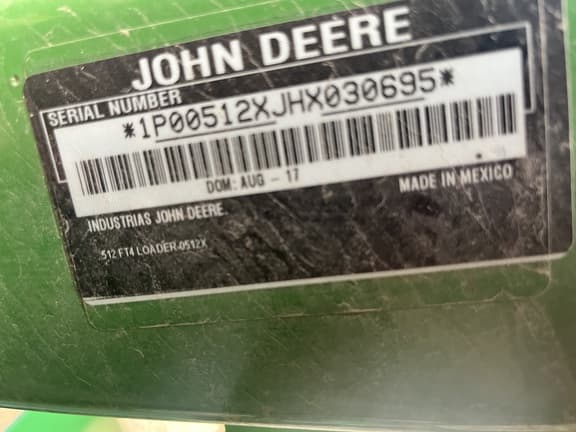 JOHN DEERE
SERIAL NUMBER
*1P00512XJHX030695*
DOM: AUG - 17
MADE IN MEXICO
INDUSTRIAS JOHN DEERE.
512 FT4 LOADER-0512X